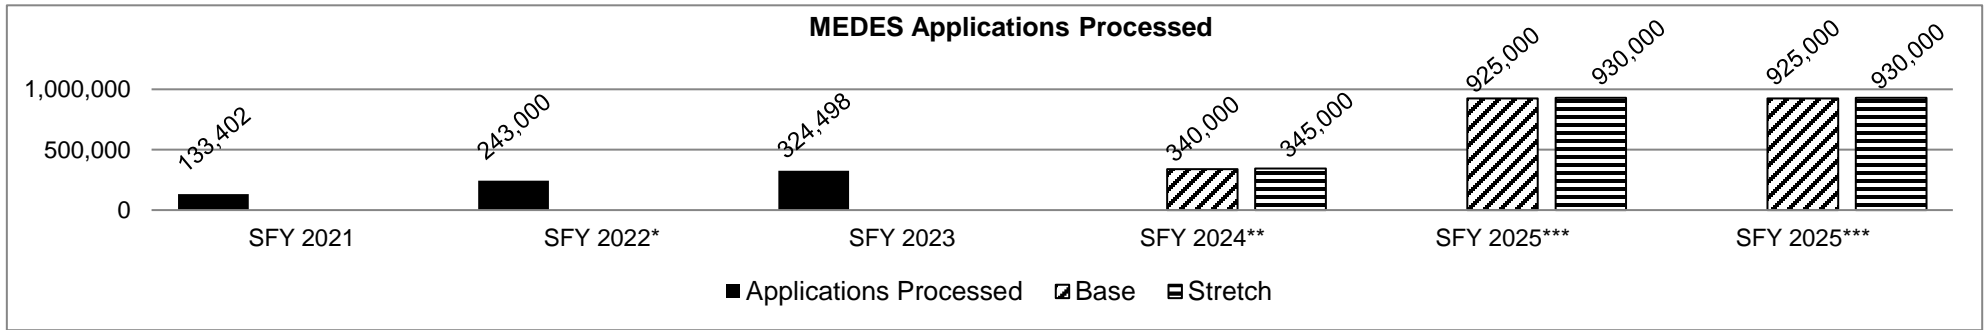 MEDES Applications Processed
1,000,000
500,000
0
133,402
243,000
324,498
340,000
345,000
925,000
930,000
925,000
930,000
SFY 2021
SFY 2022*
SFY 2023
SFY 2024**
SFY 2025***
SFY 2025***
Applications Processed Base Stretch